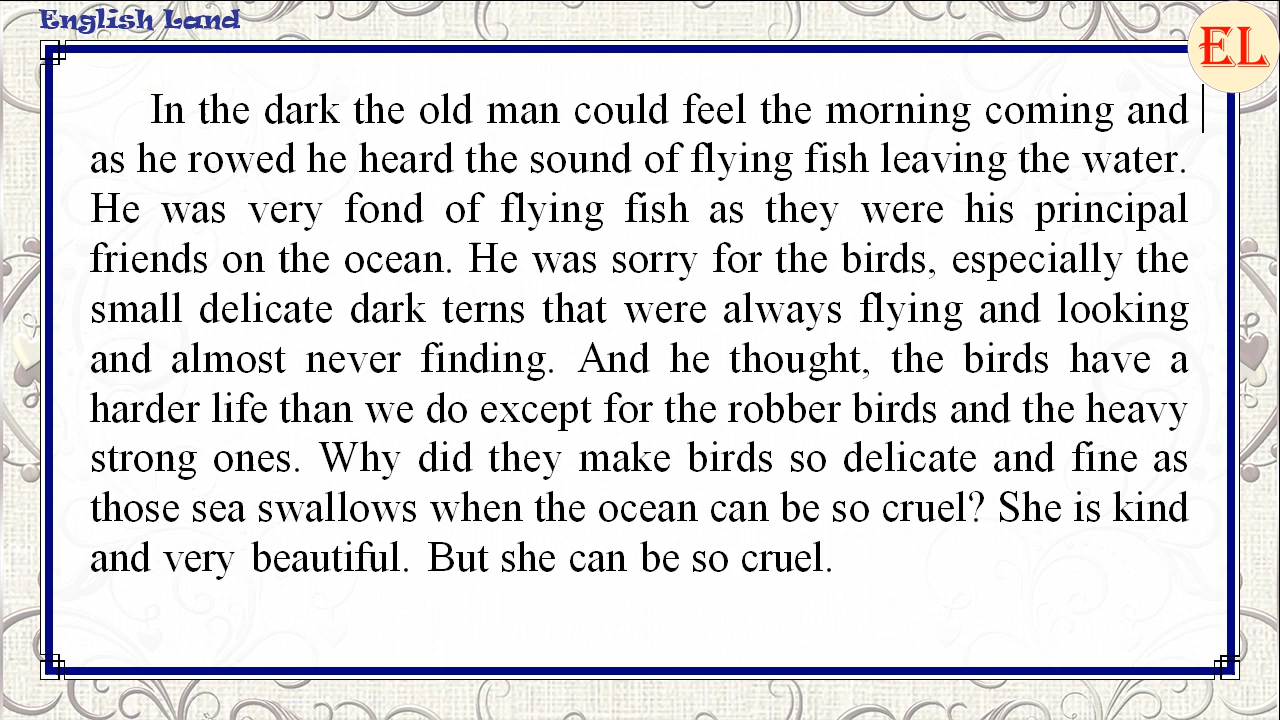 English Land
EL
In the dark the old man could feel the morning coming and
as he rowed he heard the sound of flying fish leaving the water.
He was very fond of flying fish as they were his principal
friends on the ocean. He was sorry for the birds, especially the
small delicate dark terns that were always flying and looking
and almost never finding. And he thought, the birds have a
harder life than we do except for the robber birds and the heavy
strong ones. Why did they make birds so delicate and fine as
those sea swallows when the ocean can be so cruel? She is kind
and very beautiful. But she can be so cruel.